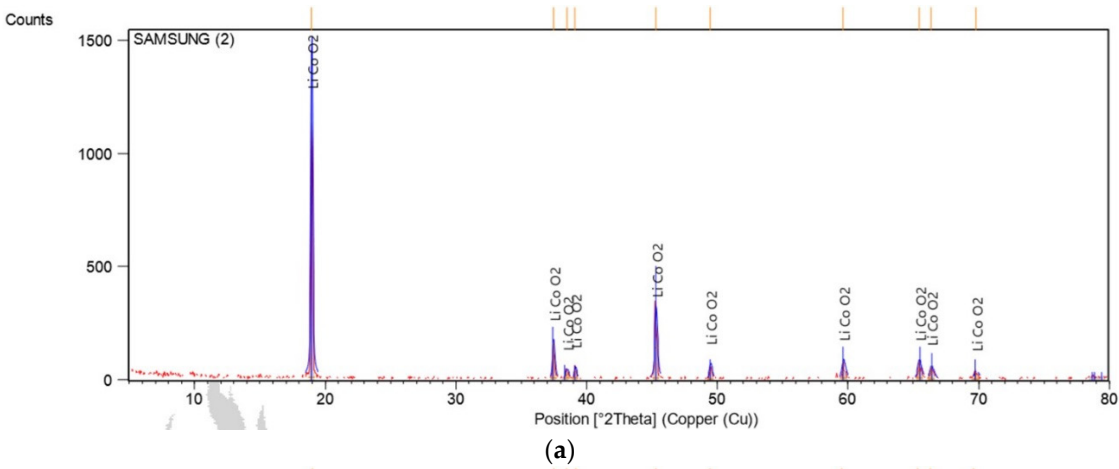 Counts
SAMSUNG (2)
1500
1000
500
0
Li Co O2
Li Co O2
Li Co O2
Li Co O2
Li Co O2
Li Co O2
Li Co O2
Li Co O2
Li Co O2
Li Co O2
10 20 30 40 50 60 70 80
Position [°2Theta] (Copper (Cu))
(a)